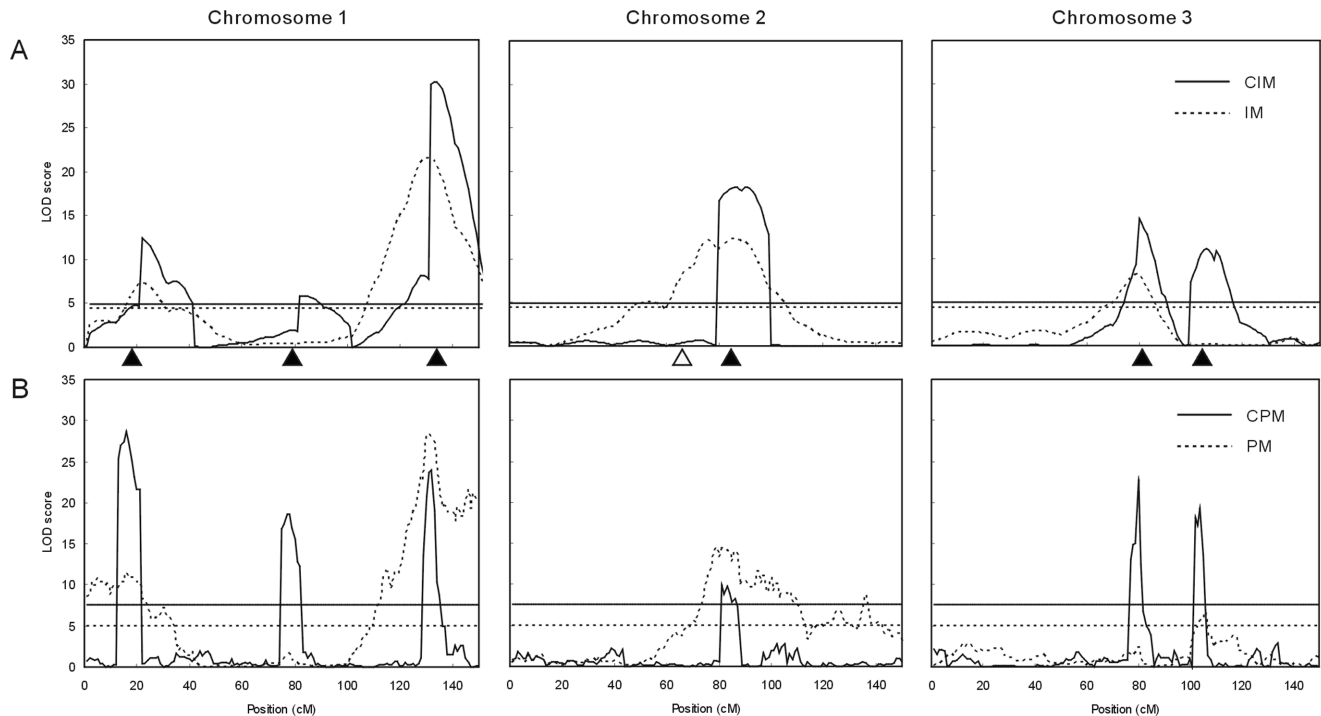 Chromosome 1 Chromosome 2 Chromosome 3
A
35
30
25
20
15
10
5
0
LOD score
CIM
IM
B
35
30
25
20
15
10
5
0
LOD score
CPM
PM
0 20 40 60 80 100 120 140
0 20 40 60 80 100 120 140
0 20 40 60 80 100 120 140
Position (cM) Position (cM) Position (cM)